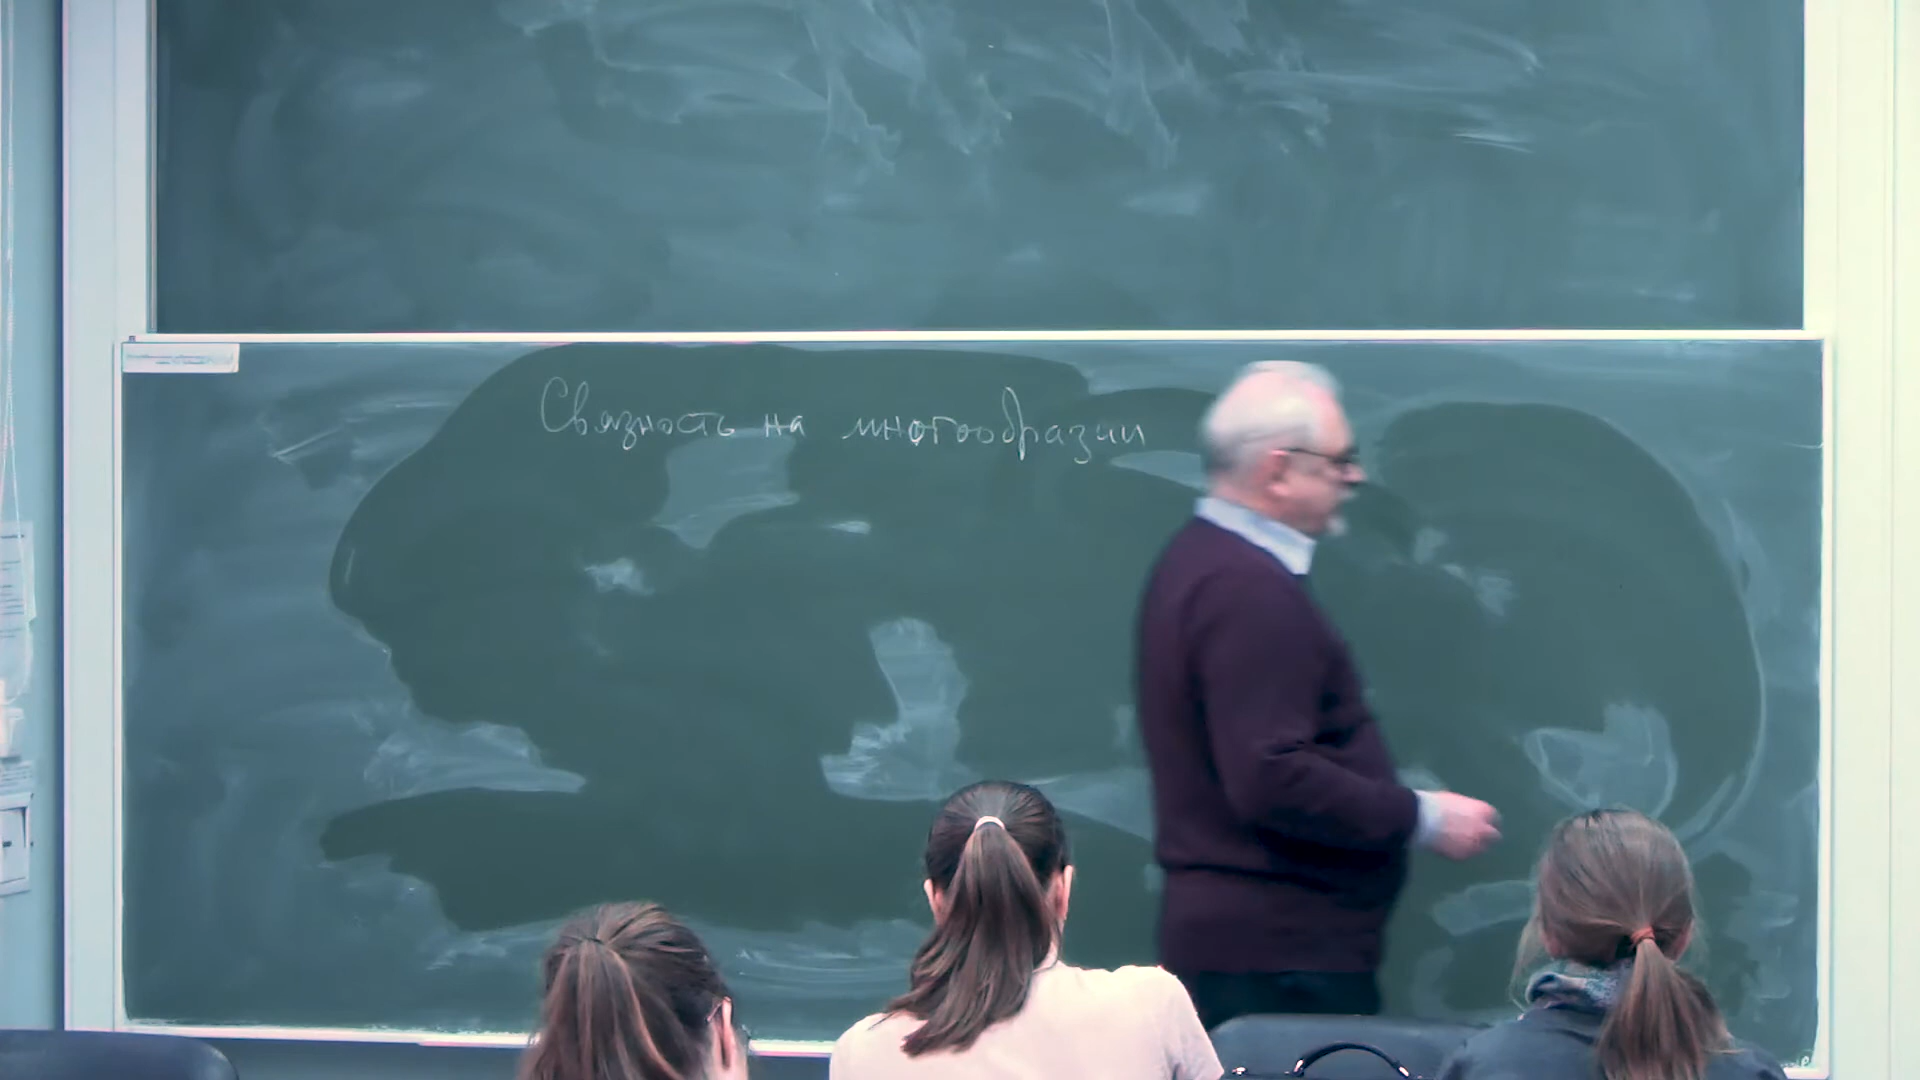 Связность на многообразии